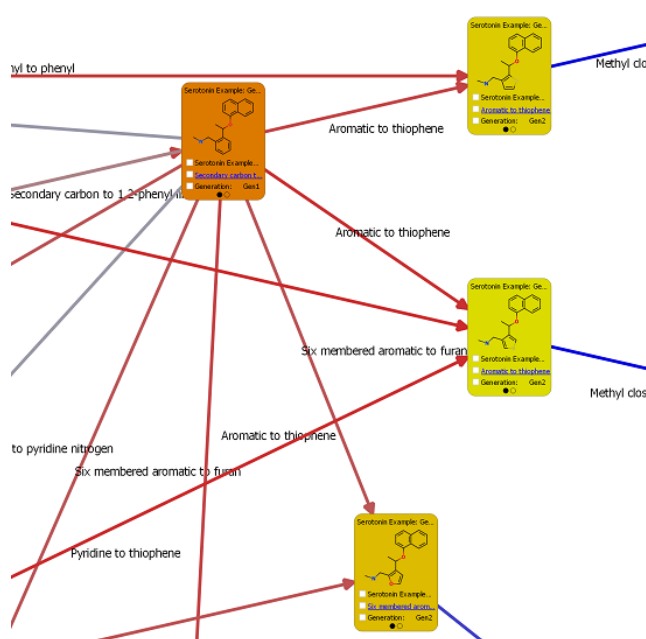 Serotonin Example: Ge...
Serotonin Example...
Aromatic to thiophene
Generation: Gen2
Methyl clo
nyl to phenyl
Serotonin Example: Ge...
Serotonin Example...
Secondary carbon t...
Generation: Gen1
Aromatic to thiophene
Secondary carbon to 1,2-phenyl li
Aromatic to thiophene
Serotonin Example: Ge...
Serotonin Example...
Aromatic to thiophene
Generation: Gen2
Six membered aromatic to furan
Methyl clos
Aromatic to thiophene
to pyridine nitrogen
Six membered aromatic to furan
Pyridine to thiophene
Serotonin Example: Ge...
Serotonin Example...
Six membered arom...
Generation: Gen2